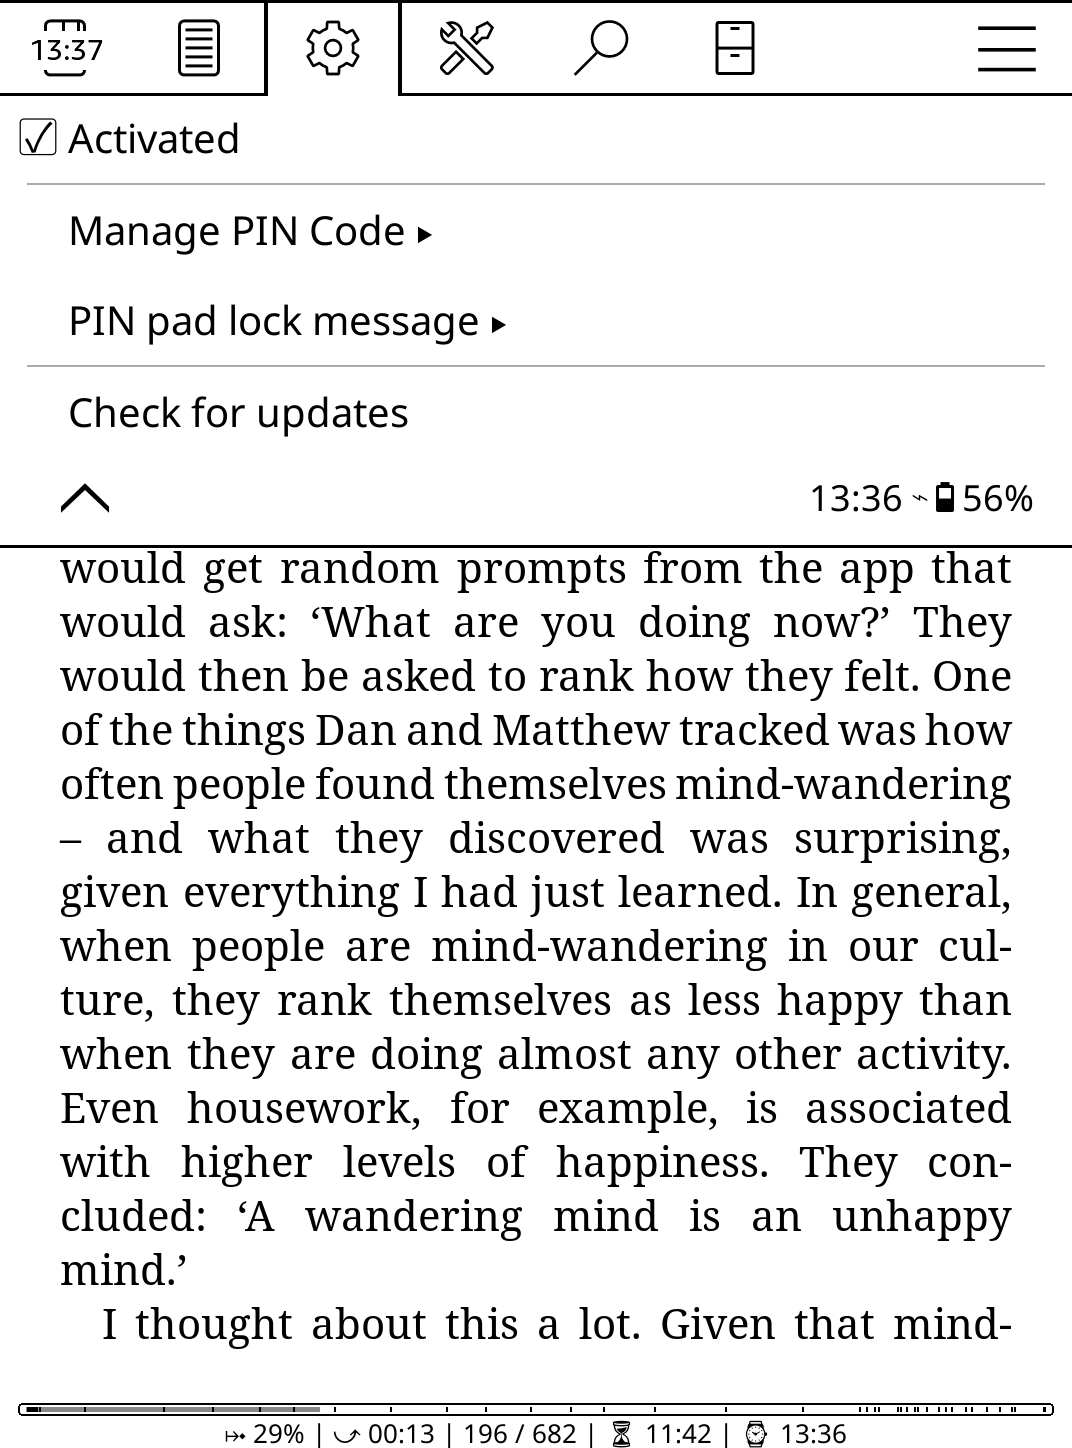 13:37
Activated
Manage PIN Code ▸
PIN pad lock message ▸
Check for updates
13:36 56%
would get random prompts from the app that
would ask: ‘What are you doing now?’ They
would then be asked to rank how they felt. One
of the things Dan and Matthew tracked was how
often people found themselves mind-wandering
– and what they discovered was surprising,
given everything I had just learned. In general,
when people are mind-wandering in our cul-
ture, they rank themselves as less happy than
when they are doing almost any other activity.
Even housework, for example, is associated
with higher levels of happiness. They con-
cluded: ‘A wandering mind is an unhappy
mind.’
I thought about this a lot. Given that mind-
29% | 00:13 | 196 / 682 | 11:42 | 13:36